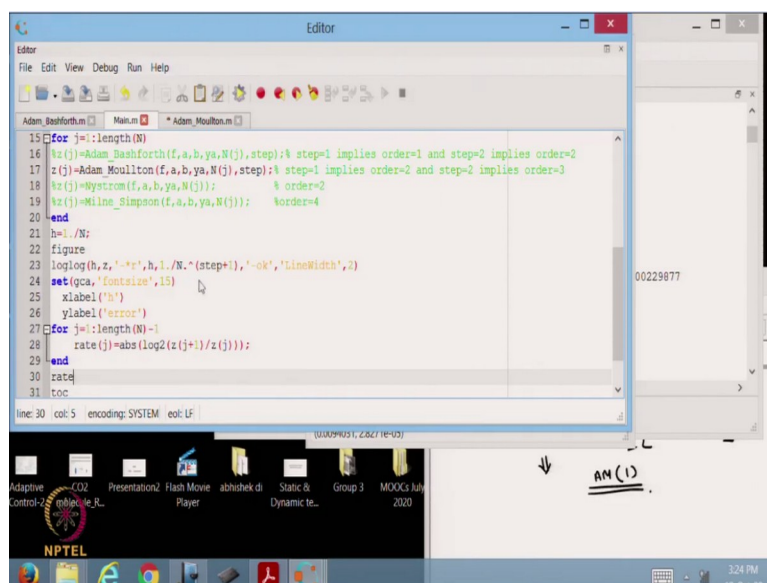 Editor
Editor
File Edit View Debug Run Help
Adam_Bashforth.m Main.m * Adam_Moullton.m
15 for j=1:length(N)
16 %z(j)=Adam_Bashforth(f,a,b,ya,N(j),step);% step=1 implies order=1 and step=2 implies order=2
17 z(j)=Adam_Moullton(f,a,b,ya,N(j),step);% step=1 implies order=2 and step=2 implies order=3
18 %z(j)=Nystrom(f,a,b,ya,N(j)); % order=2
19 %z(j)=Milne_Simpson(f,a,b,ya,N(j)); %order=4
20 end
21 h=1./N;
22 figure
23 loglog(h,z,'-*r',h,1./N.^(step+1),'-ok','LineWidth',2)
24 set(gca,'fontsize',15)
25 xlabel('h')
26 ylabel('error')
27 for j=1:length(N)-1
28 rate(j)=abs(log2(z(j+1)/z(j)));
29 end
30 rate
31 toc
line: 30 col: 5 encoding: SYSTEM eol: LF
00229877
(0.0094051, 2.8271e-05)
AM(1)
Adaptive Control-2
CO2 molecule_R...
Presentation2
Flash Movie Player
abhishek di
Static & Dynamic te...
Group 3
MOOCs July 2020
NPTEL
3:24 PM